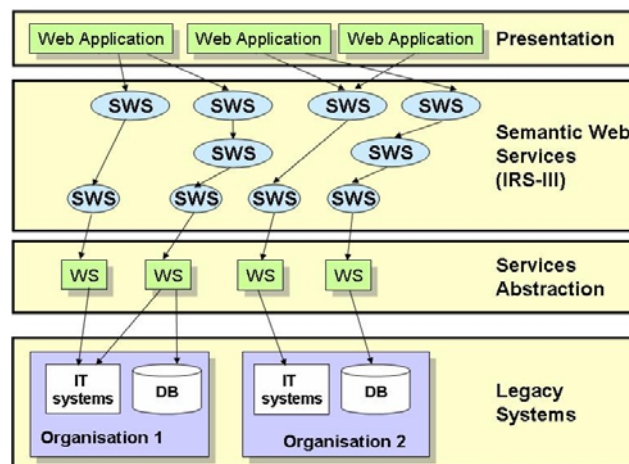 Web Application
Web Application
Web Application
Presentation
SWS
SWS
SWS
SWS
SWS
SWS
Semantic Web
Services
(IRS-III)
SWS
SWS
SWS
SWS
WS
WS
WS
WS
Services
Abstraction
IT
systems
DB
IT
systems
DB
Legacy
Systems
Organisation 1
Organisation 2